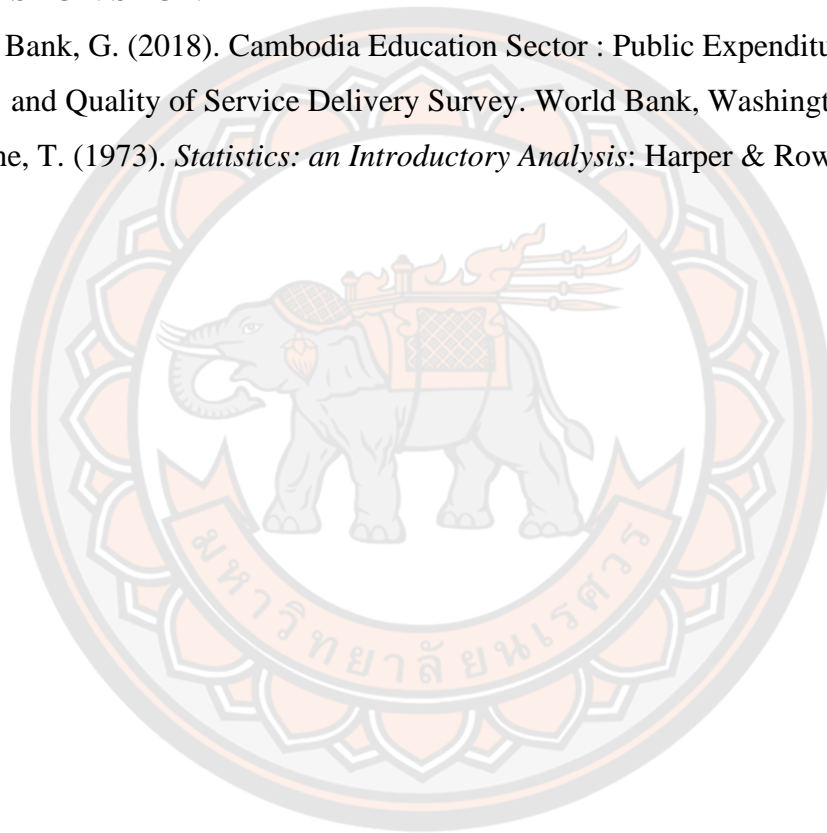 Bank, G. (2018). Cambodia Education Sector : Public Expenditu
and Quality of Service Delivery Survey. World Bank, Washingt
ne, T. (1973). Statistics: an Introductory Analysis: Harper & Row
มหาวิทยาลัยนเรศวร